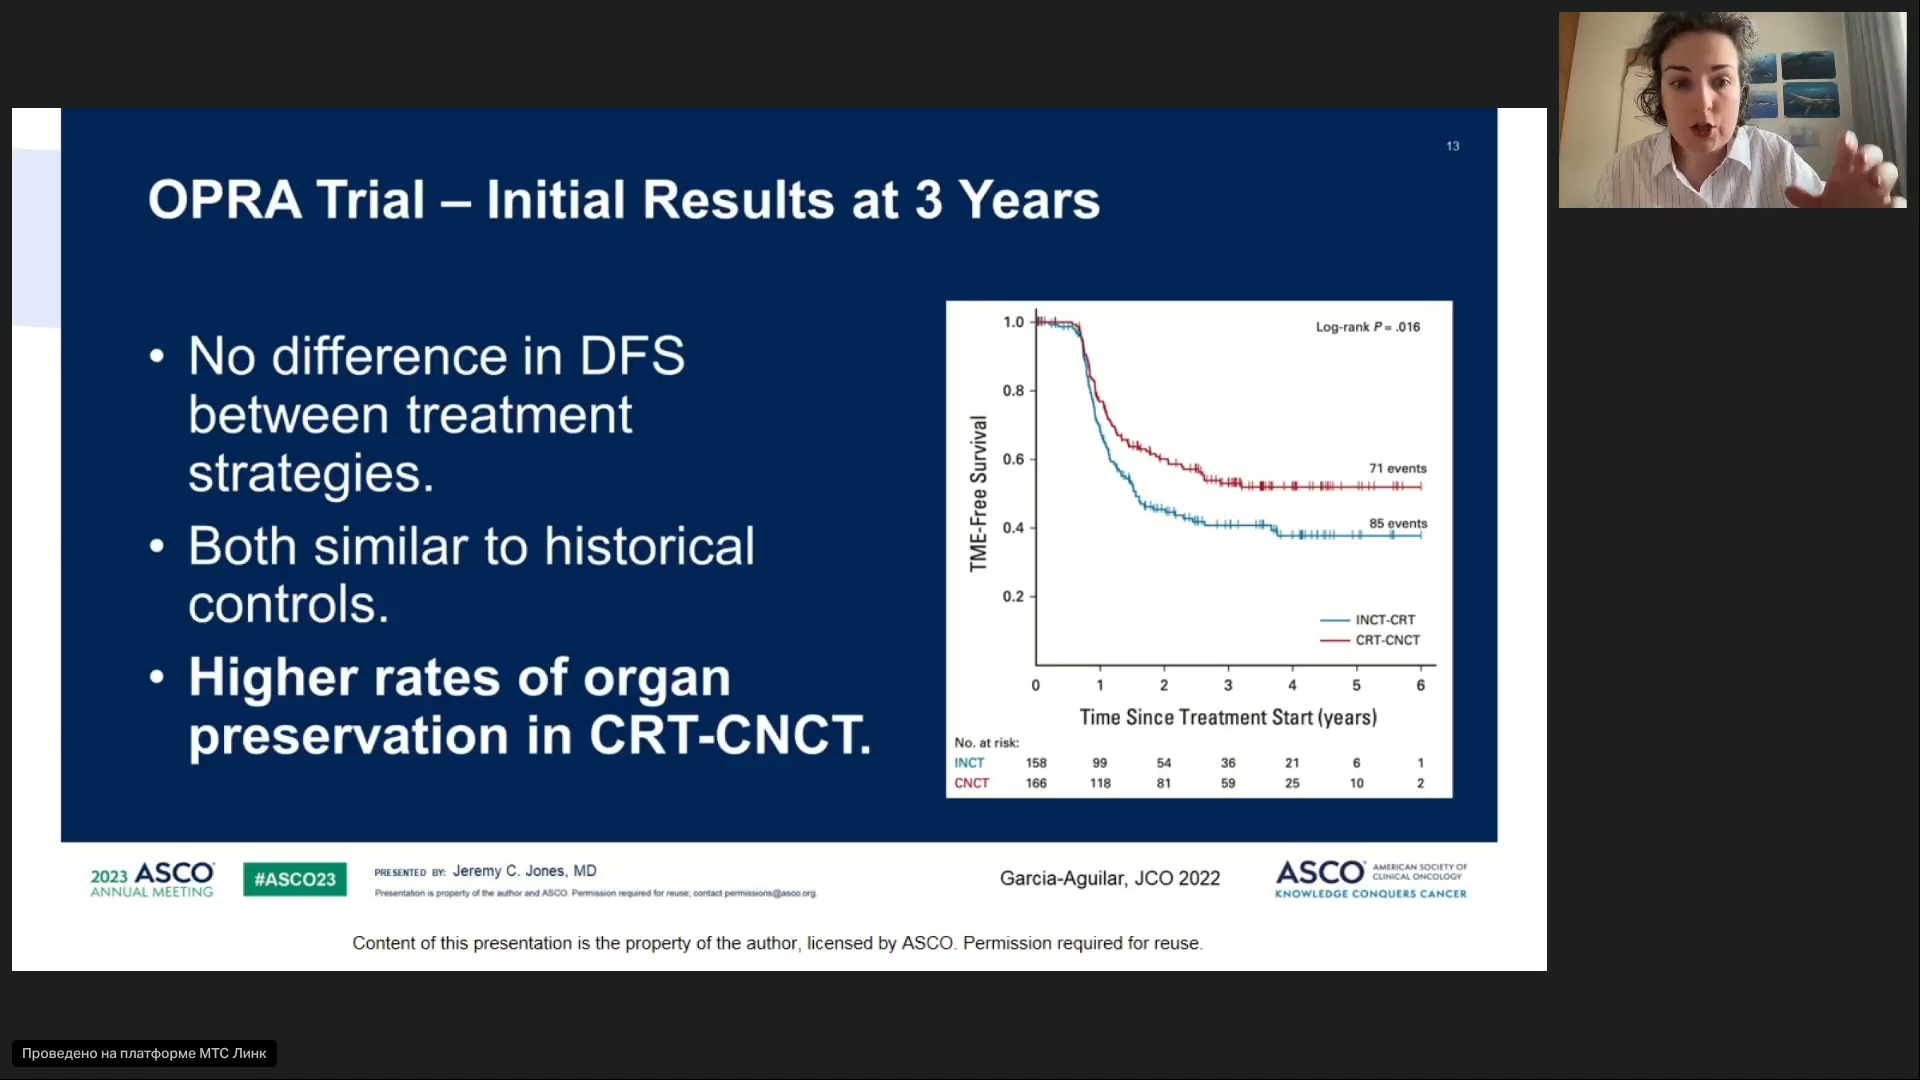 13
OPRA Trial – Initial Results at 3 Years
• No difference in DFS
between treatment
strategies.
• Both similar to historical
controls.
• Higher rates of organ
preservation in CRT-CNCT.
Log-rank P = .016
TME-Free Survival
1.0
0.8
0.6
0.4
0.2
71 events
85 events
INCT-CRT
CRT-CNCT
0 1 2 3 4 5 6
Time Since Treatment Start (years)
No. at risk:
INCT 158 99 54 36 21 6 1
CNCT 166 118 81 59 25 10 2
2023 ASCO
ANNUAL MEETING
#ASCO23
PRESENTED BY: Jeremy C. Jones, MD
Presentation is property of the author and ASCO. Permission required for reuse; contact permissions@asco.org.
Garcia-Aguilar, JCO 2022
ASCO AMERICAN SOCIETY OF
CLINICAL ONCOLOGY
KNOWLEDGE CONQUERS CANCER
Content of this presentation is the property of the author, licensed by ASCO. Permission required for reuse.
Проведено на платформе МТС Линк